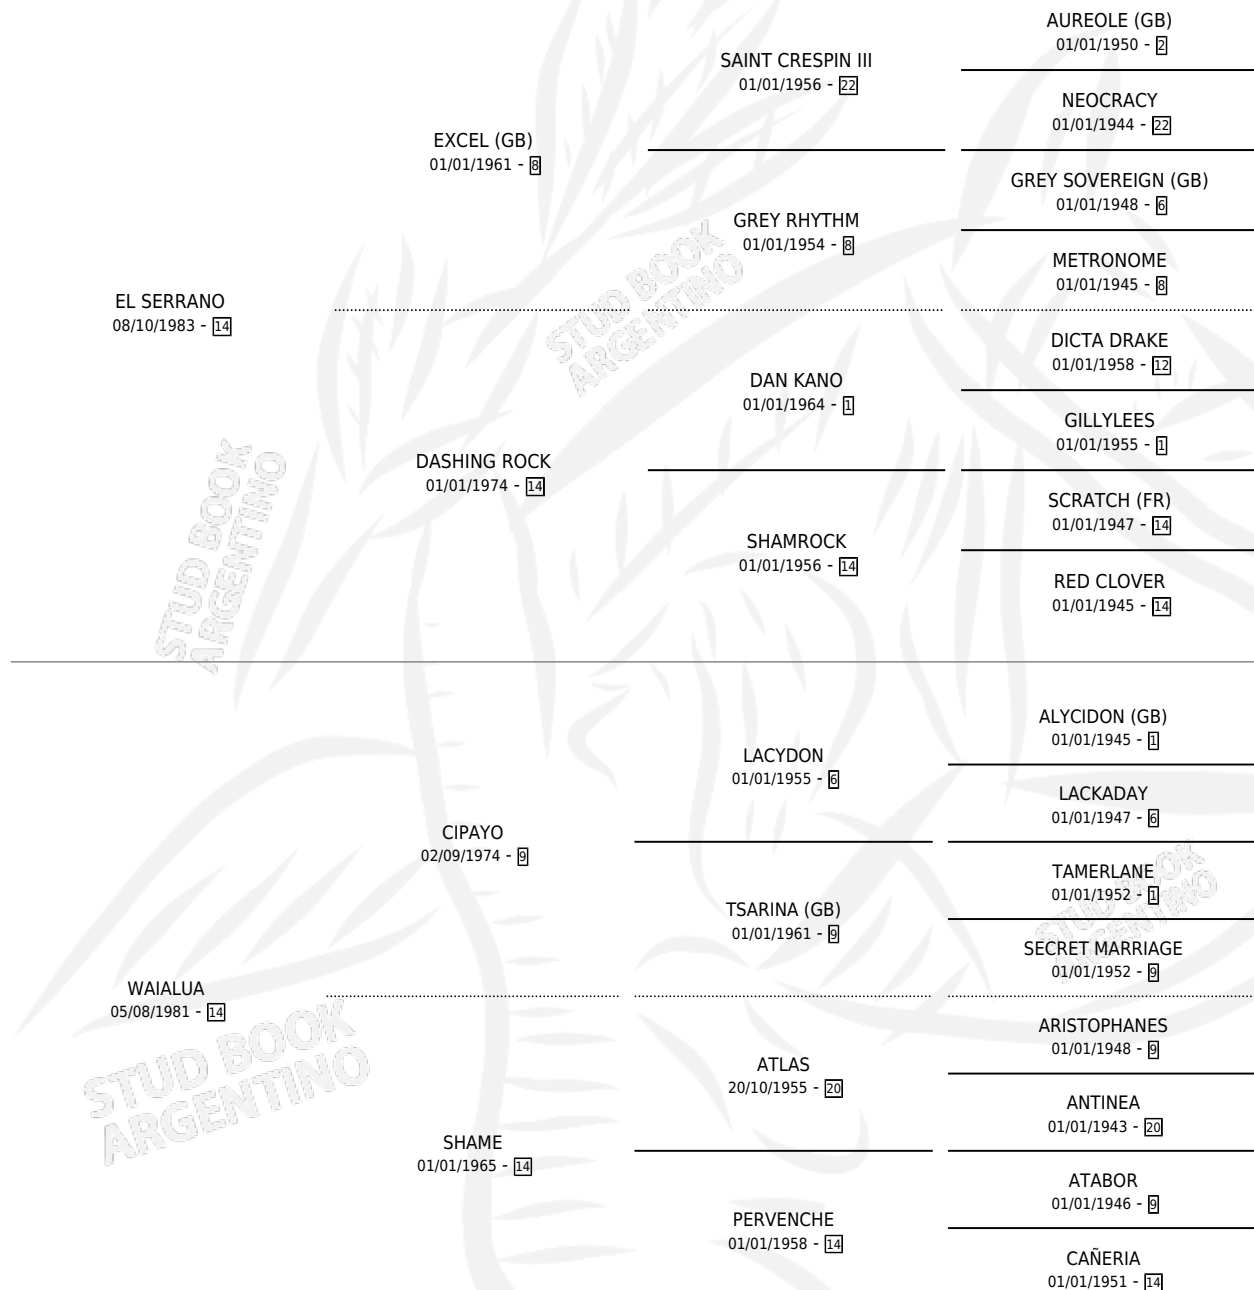 AUREOLE (GB)
01/01/1950 - 2
SAINT CRESPIN III
01/01/1956 - 22
NEOCRACY
01/01/1944 - 22
EXCEL (GB)
01/01/1961 - 8
GREY SOVEREIGN (GB)
01/01/1948 - 6
GREY RHYTHM
01/01/1954 - 8
METRONOME
01/01/1945 - 8
EL SERRANO
08/10/1983 - 14
DICTA DRAKE
01/01/1958 - 12
DAN KANO
01/01/1964 - 1
GILLYLEES
01/01/1955 - 1
DASHING ROCK
01/01/1974 - 14
SCRATCH (FR)
01/01/1947 - 14
SHAMROCK
01/01/1956 - 14
RED CLOVER
01/01/1945 - 14
ALYCIDON (GB)
01/01/1945 - 1
LACYDON
01/01/1955 - 6
LACKADAY
01/01/1947 - 6
CIPAYO
02/09/1974 - 9
TAMERLANE
01/01/1952 - 1
TSARINA (GB)
01/01/1961 - 9
SECRET MARRIAGE
01/01/1952 - 9
WAIALUA
05/08/1981 - 14
ARISTOPHANES
01/01/1948 - 9
ATLAS
20/10/1955 - 20
ANTINEA
01/01/1943 - 20
SHAME
01/01/1965 - 14
ATABOR
01/01/1946 - 9
PERVENCHE
01/01/1958 - 14
CAÑERIA
01/01/1951 - 14
STUD BOOK
ARGENTINO
STUD BOOK
ARGENTINO
STUD BOOK
ARGENTINO
STUD BOOK
ARGENTINO